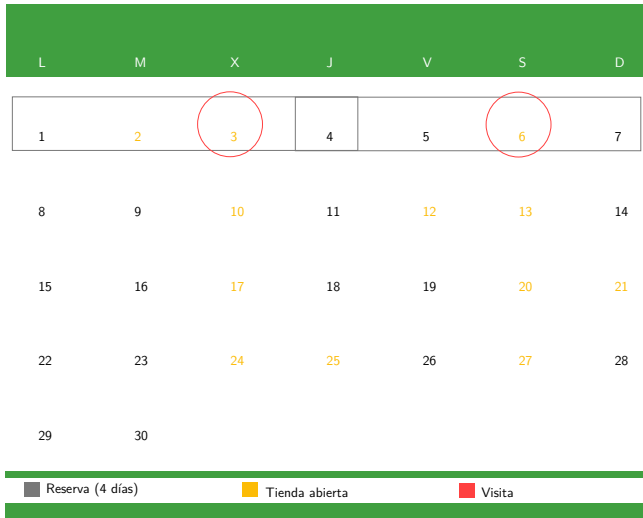 L M X J V S D
1 2 3 4 5 6 7
8 9 10 11 12 13 14
15 16 17 18 19 20 21
22 23 24 25 26 27 28
29 30
Reserva (4 días) Tienda abierta Visita